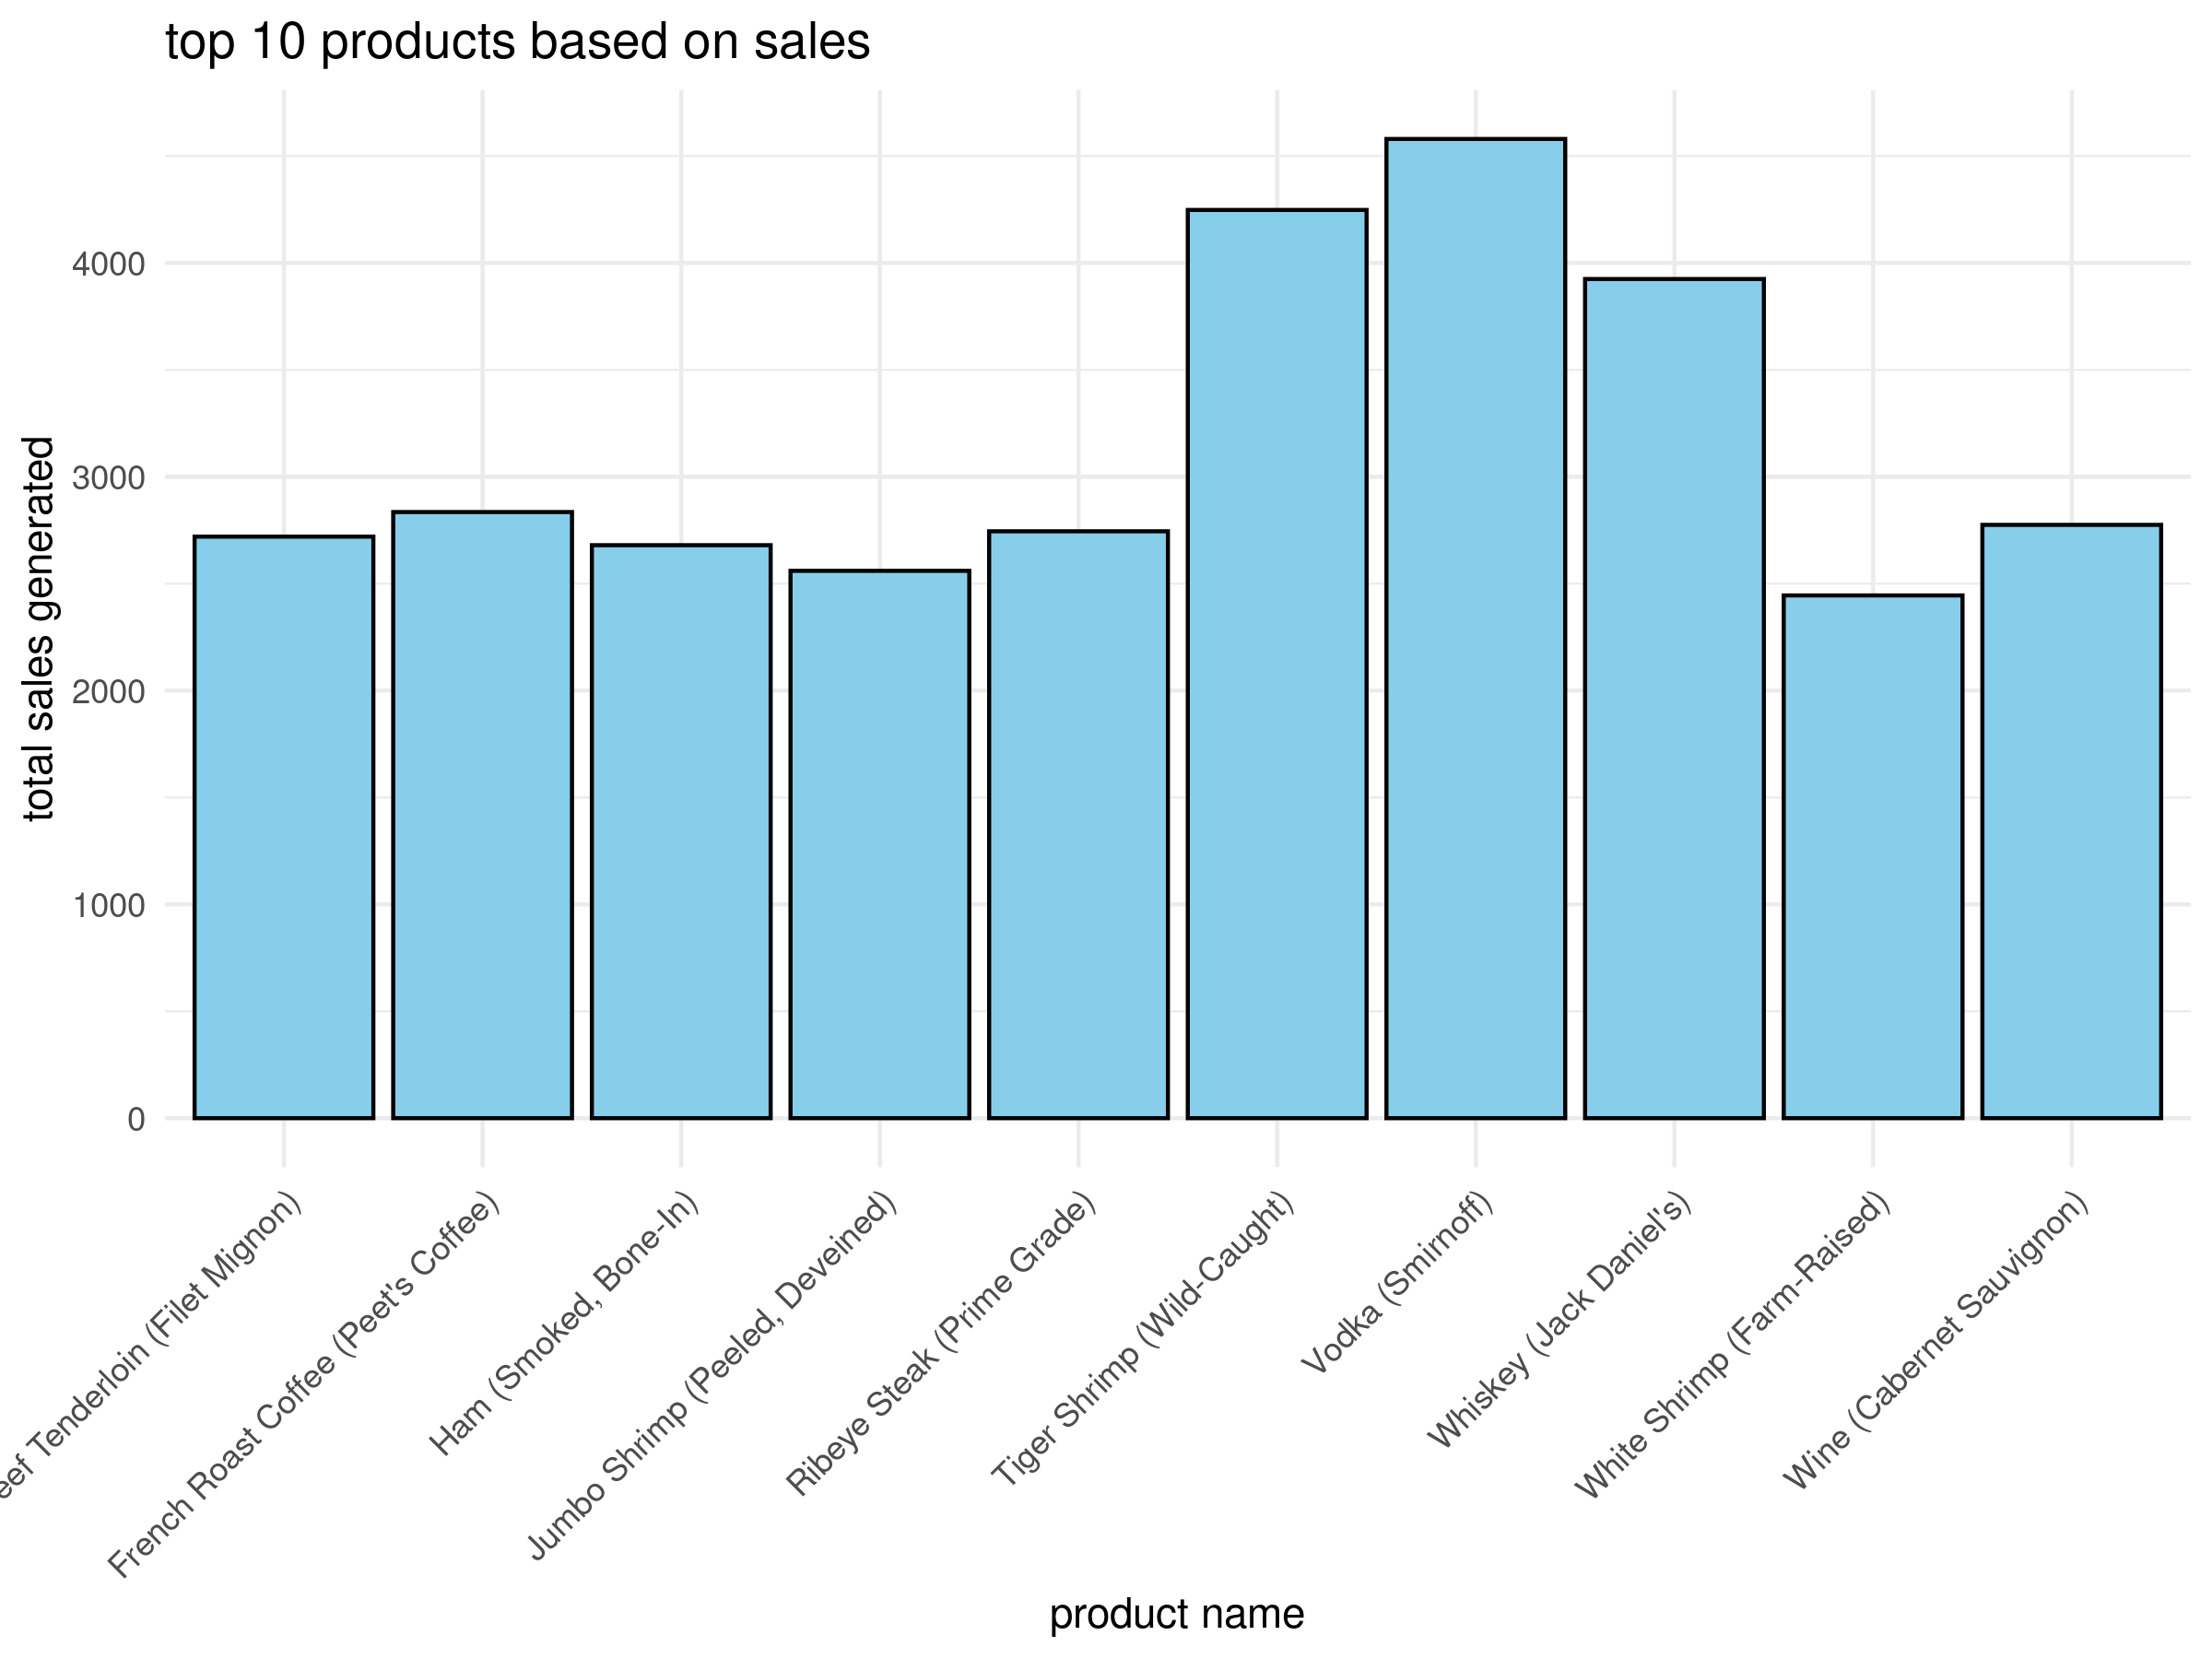 top 10 products based on sales
total sales generated
4000
3000
2000
1000
0
eef Tenderloin (Filet Mignon)
French Roast Coffee (Peet's Coffee)
Ham (Smoked, Bone-In)
Jumbo Shrimp (Peeled, Deveined)
Ribeye Steak (Prime Grade)
Tiger Shrimp (Wild-Caught)
Vodka (Smirnoff)
Whiskey (Jack Daniel's)
White Shrimp (Farm-Raised)
Wine (Cabernet Sauvignon)
product name